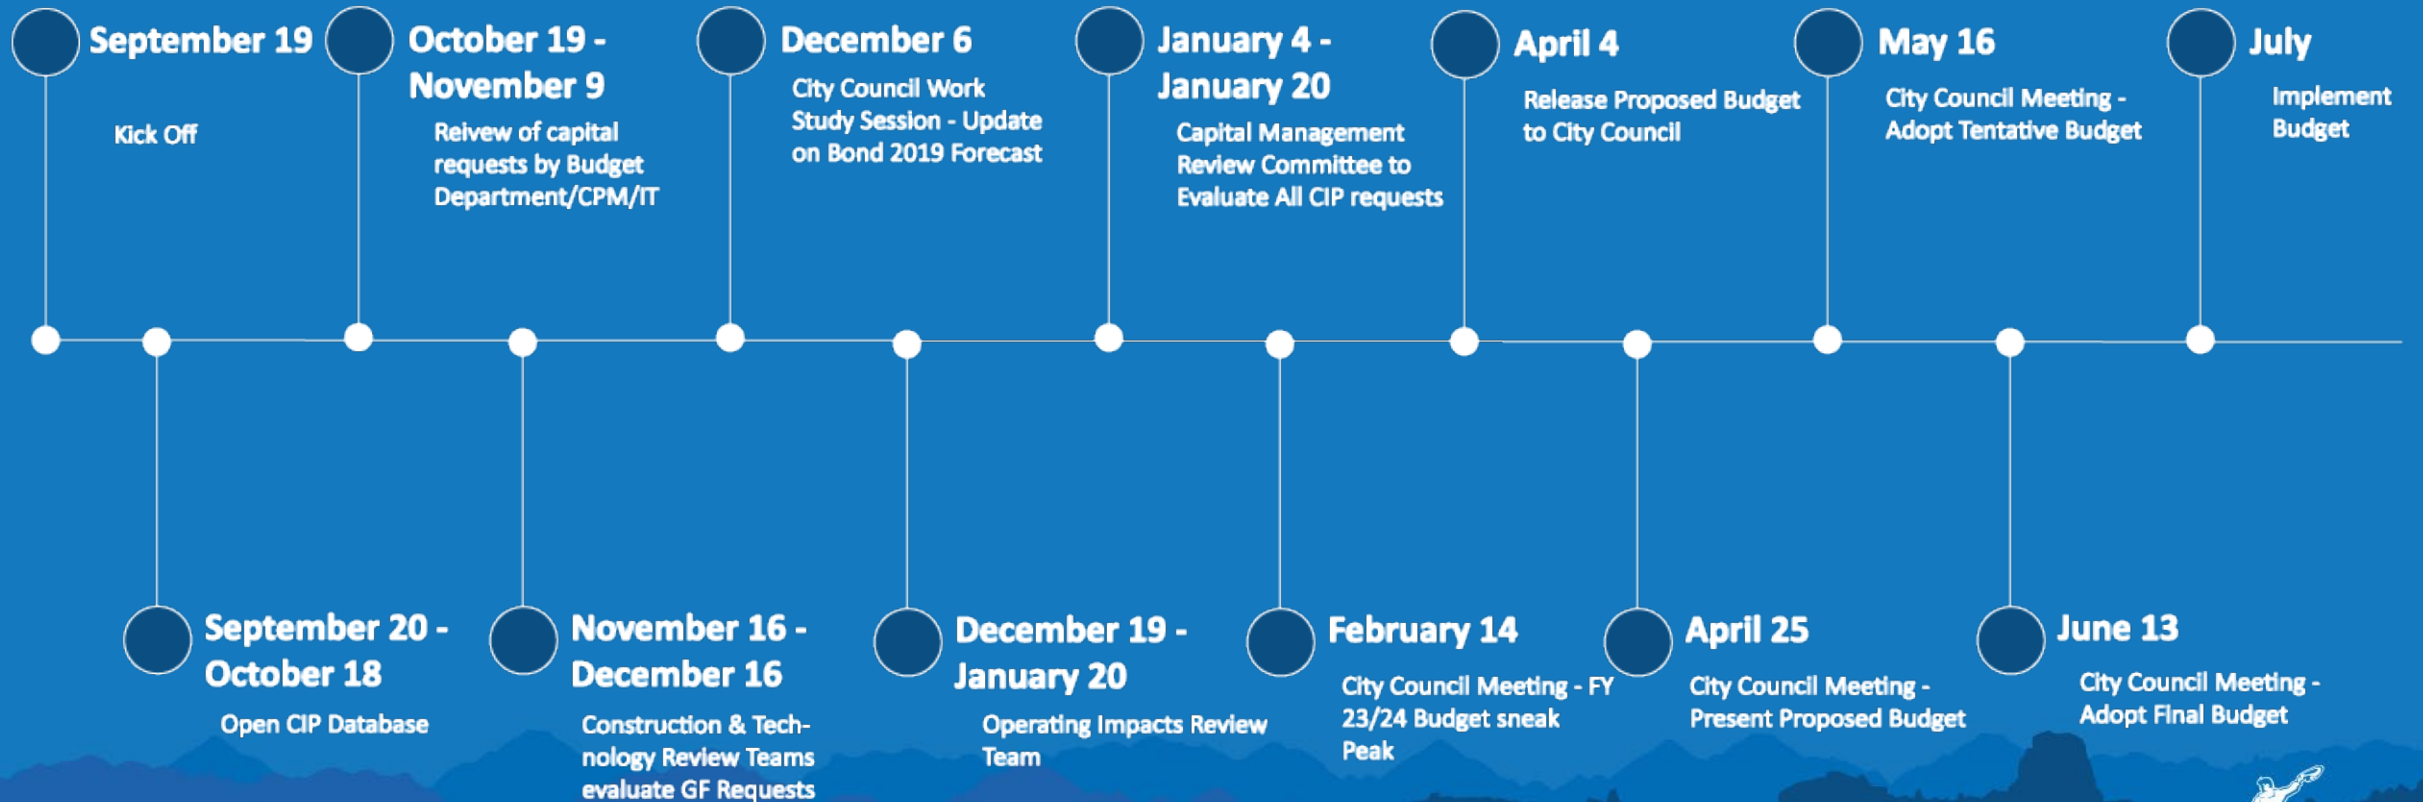 September 19
Kick Off
September 20 -
October 18
Open CIP Database
October 19 -
November 9
Reivew of capital
requests by Budget
Department/CPM/IT
November 16 -
December 16
Construction & Tech-
nology Review Teams
evaluate GF Requests
December 6
City Council Work
Study Session - Update
on Bond 2019 Forecast
December 19 -
January 20
Operating Impacts Review
Team
January 4 -
January 20
Capital Management
Review Committee to
Evaluate All CIP requests
February 14
City Council Meeting - FY
23/24 Budget sneak
Peak
April 4
Release Proposed Budget
to City Council
April 25
City Council Meeting -
Present Proposed Budget
May 16
City Council Meeting -
Adopt Tentative Budget
June 13
City Council Meeting -
Adopt Final Budget
July
Implement
Budget